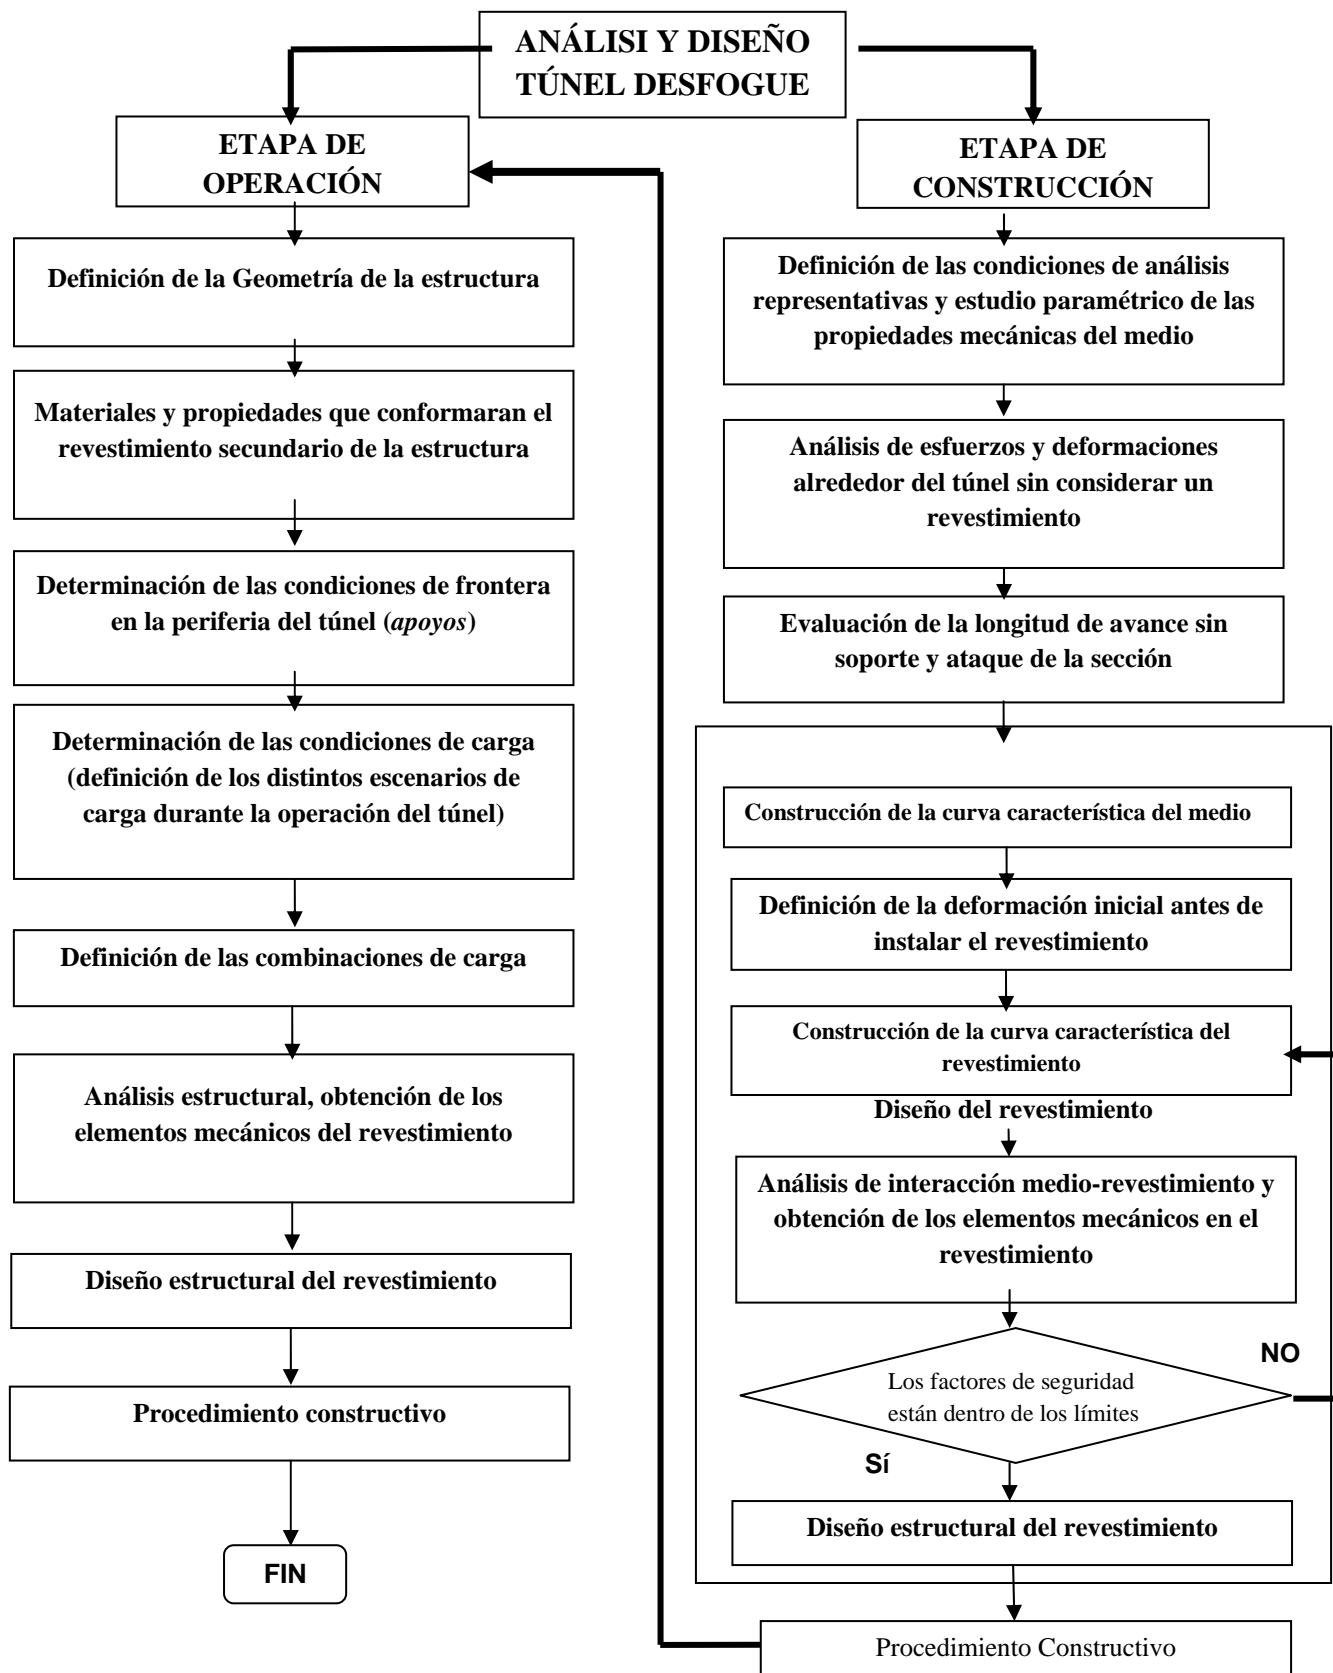 ANÁLISI Y DISEÑO
TÚNEL DESFOGUE
ETAPA DE
OPERACIÓN
Definición de la Geometría de la estructura
Materiales y propiedades que conformaran el
revestimiento secundario de la estructura
Determinación de las condiciones de frontera
en la periferia del túnel (apoyos)
Determinación de las condiciones de carga
(definición de los distintos escenarios de
carga durante la operación del túnel)
Definición de las combinaciones de carga
Análisis estructural, obtención de los
elementos mecánicos del revestimiento
Diseño estructural del revestimiento
Procedimiento constructivo
FIN
ETAPA DE
CONSTRUCCIÓN
Definición de las condiciones de análisis
representativas y estudio paramétrico de las
propiedades mecánicas del medio
Análisis de esfuerzos y deformaciones
alrededor del túnel sin considerar un
revestimiento
Evaluación de la longitud de avance sin
soporte y ataque de la sección
Construcción de la curva característica del medio
Definición de la deformación inicial antes de
instalar el revestimiento
Construcción de la curva característica del
revestimiento
Diseño del revestimiento
Análisis de interacción medio-revestimiento y
obtención de los elementos mecánicos en el
revestimiento
NO
Los factores de seguridad
están dentro de los límites
Sí
Diseño estructural del revestimiento
Procedimiento Constructivo